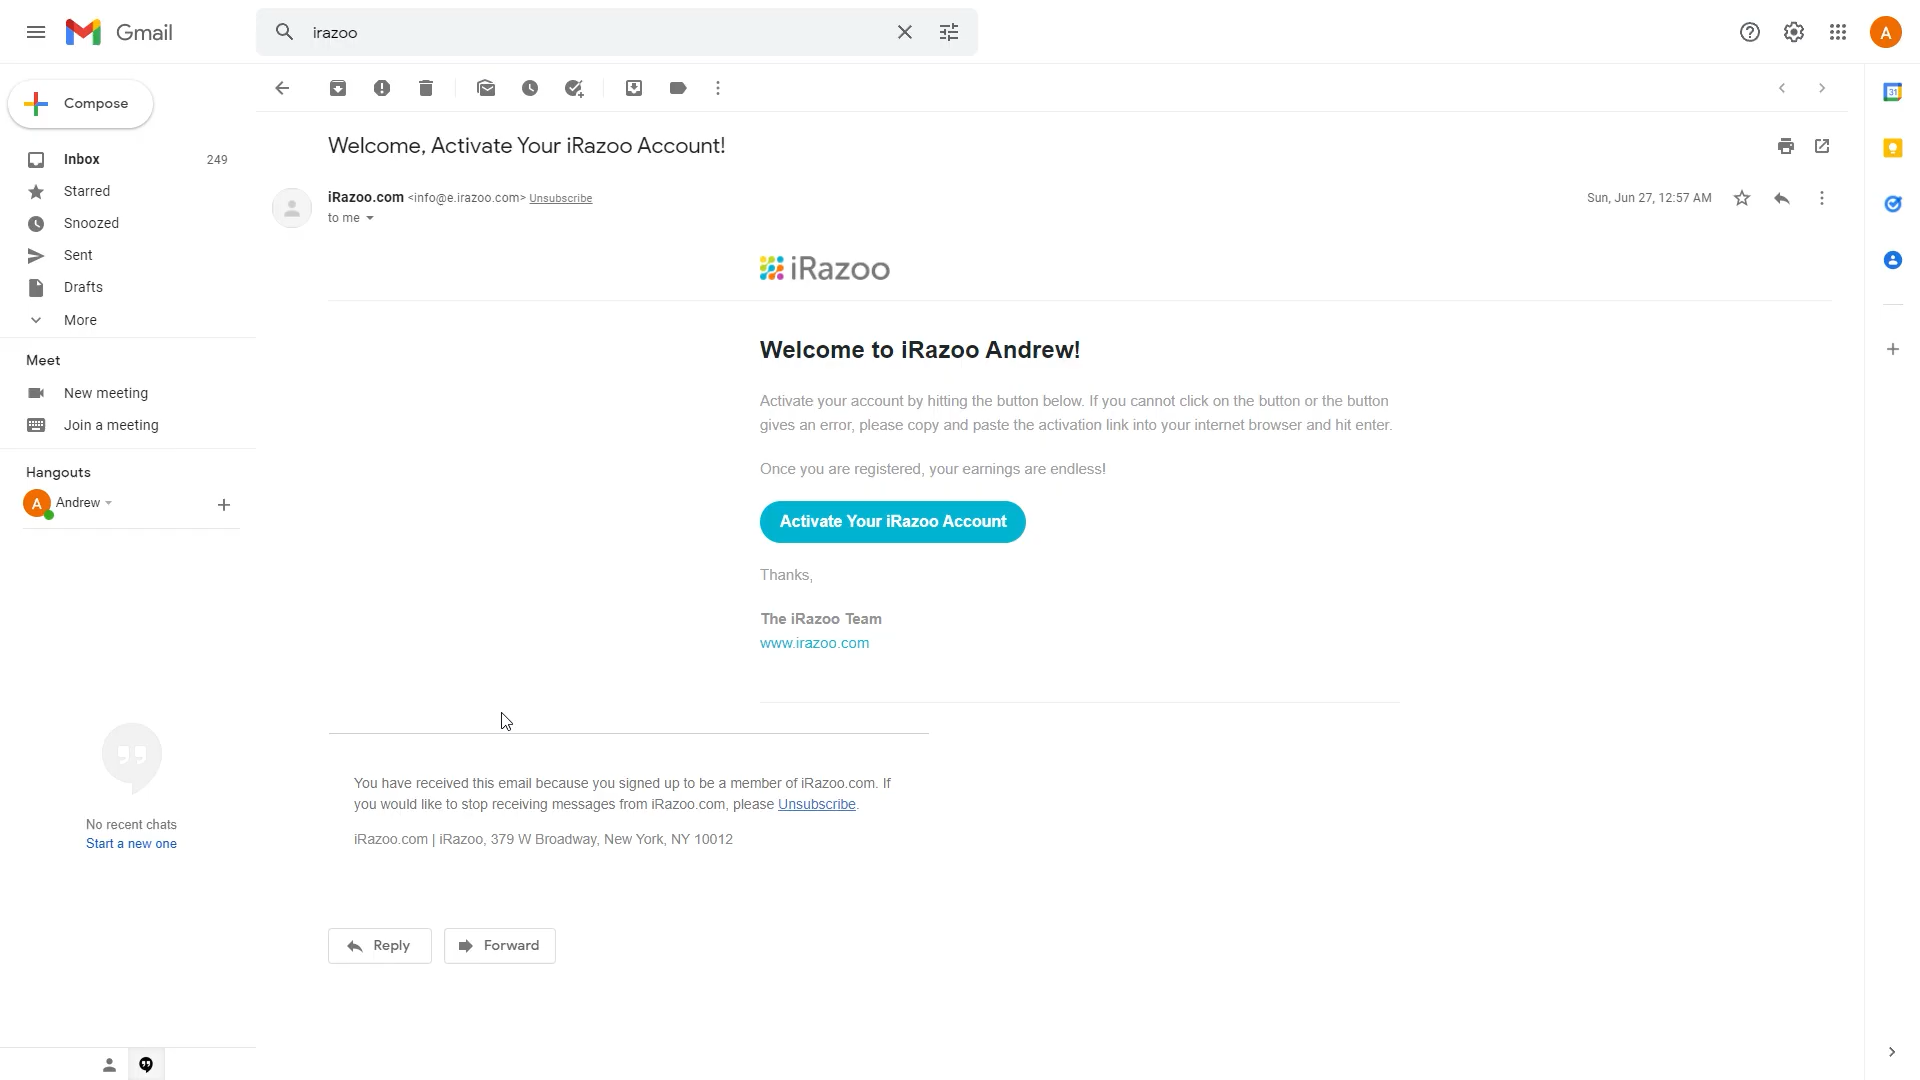 Gmail
irazoo
A
Compose
31
Welcome, Activate Your iRazoo Account!
Inbox 249
Starred
Snoozed
Sent
Drafts
More
iRazoo.com <info@e.irazoo.com> Unsubscribe
Sun, Jun 27, 12:57 AM
to me
iRazoo
Meet
New meeting
Join a meeting
Hangouts
A Andrew
Welcome to iRazoo Andrew!
Activate your account by hitting the button below. If you cannot click on the button or the button
gives an error, please copy and paste the activation link into your internet browser and hit enter.
Once you are registered, your earnings are endless!
Activate Your iRazoo Account
Thanks,
The iRazoo Team
www.irazoo.com
You have received this email because you signed up to be a member of iRazoo.com. If
you would like to stop receiving messages from iRazoo.com, please Unsubscribe.
iRazoo.com | iRazoo, 379 W Broadway, New York, NY 10012
No recent chats
Start a new one
Reply
Forward